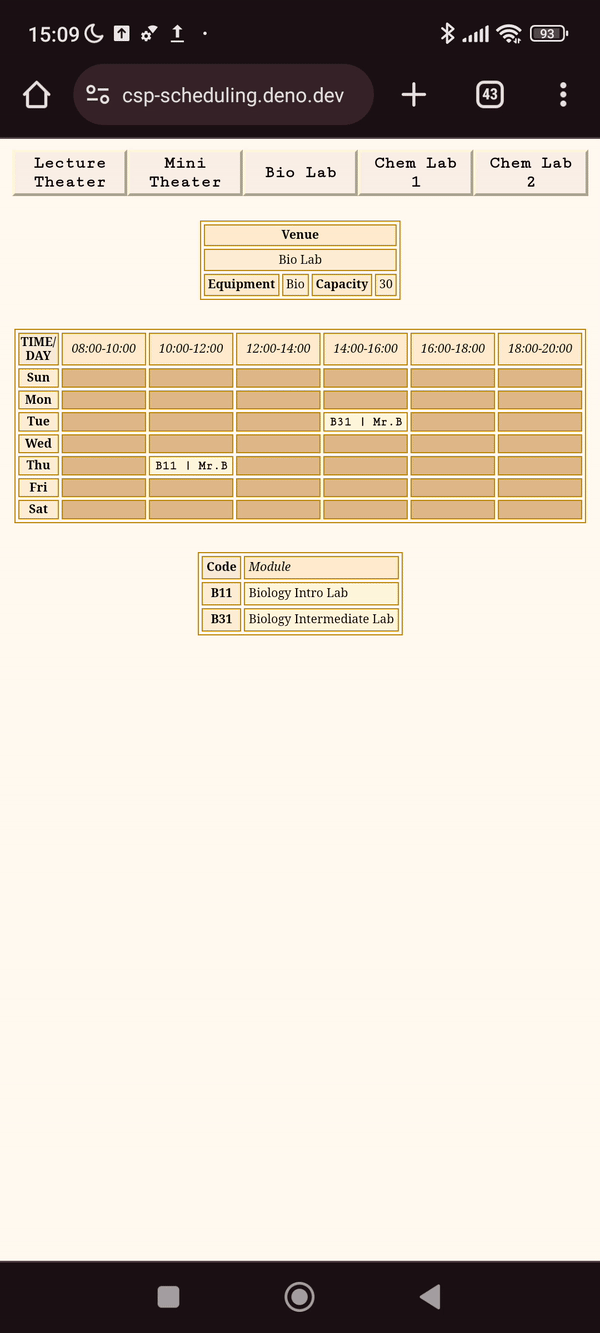 15:09
93
csp-scheduling.deno.dev
43
Lecture Theater
Mini Theater
Bio Lab
Chem Lab 1
Chem Lab 2
Venue
Bio Lab
Equipment Bio Capacity 30
TIME/DAY 08:00-10:00 10:00-12:00 12:00-14:00 14:00-16:00 16:00-18:00 18:00-20:00
Sun
Mon
Tue B31 | Mr.B
Wed
Thu B11 | Mr.B
Fri
Sat
Code Module
B11 Biology Intro Lab
B31 Biology Intermediate Lab